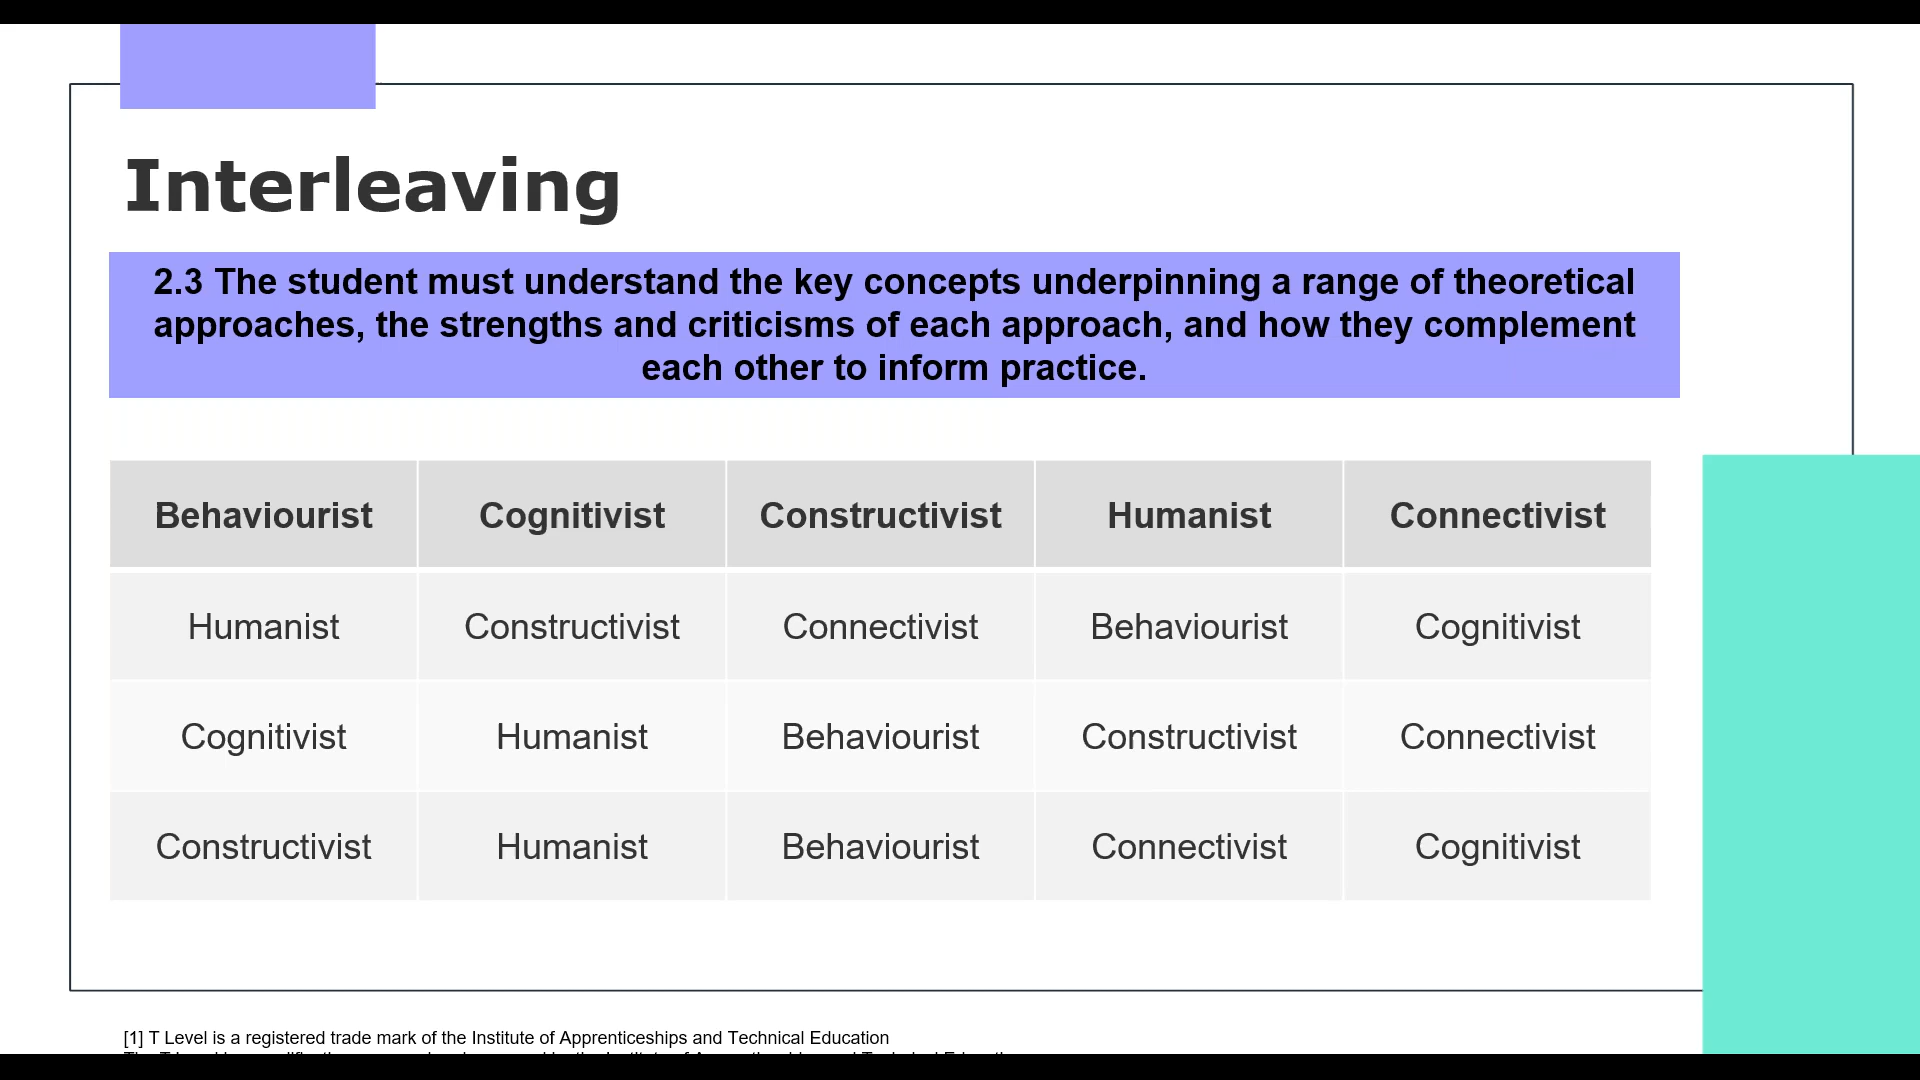 Interleaving
2.3 The student must understand the key concepts underpinning a range of theoretical
approaches, the strengths and criticisms of each approach, and how they complement
each other to inform practice.
Behaviourist Cognitivist Constructivist Humanist Connectivist
Humanist Constructivist Connectivist Behaviourist Cognitivist
Cognitivist Humanist Behaviourist Constructivist Connectivist
Constructivist Humanist Behaviourist Connectivist Cognitivist
[1] T Level is a registered trade mark of the Institute of Apprenticeships and Technical Education